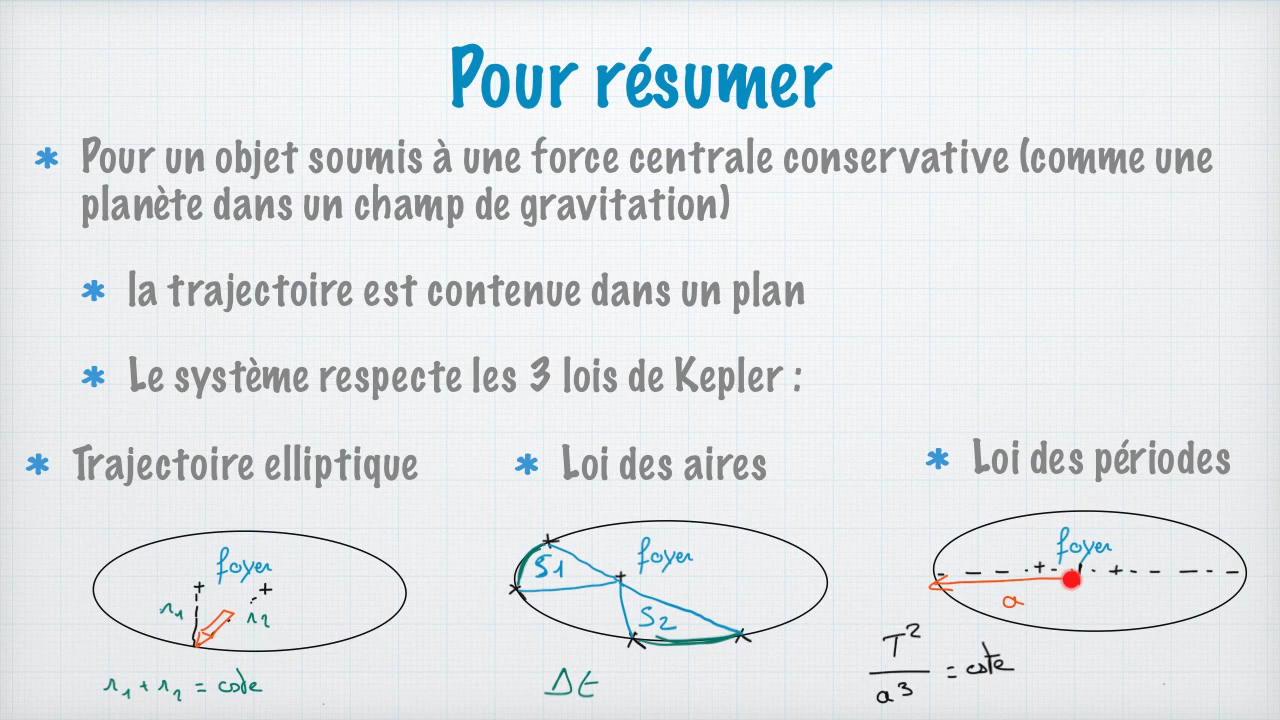 Pour résumer
* Pour un objet soumis à une force centrale conservative (comme une
planète dans un champ de gravitation)
* la trajectoire est contenue dans un plan
* Le système respecte les 3 lois de Kepler :
* Trajectoire elliptique
* Loi des aires
* Loi des périodes
foyer
r₁
r₂
r₁ + r₂ = cste
foyer
S1
S2
Δt
foyer
a
T²
a³
= cste